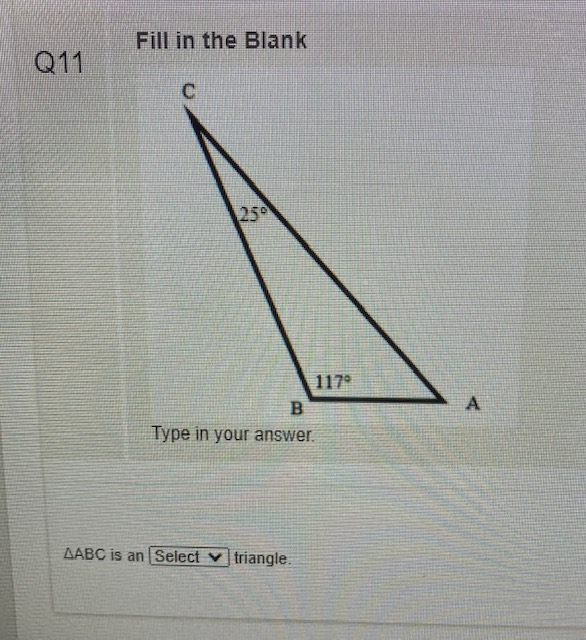 Fill in the Blank
Q11
C
25°
117°
B
A
Type in your answer.
ΔABC is an Select triangle.